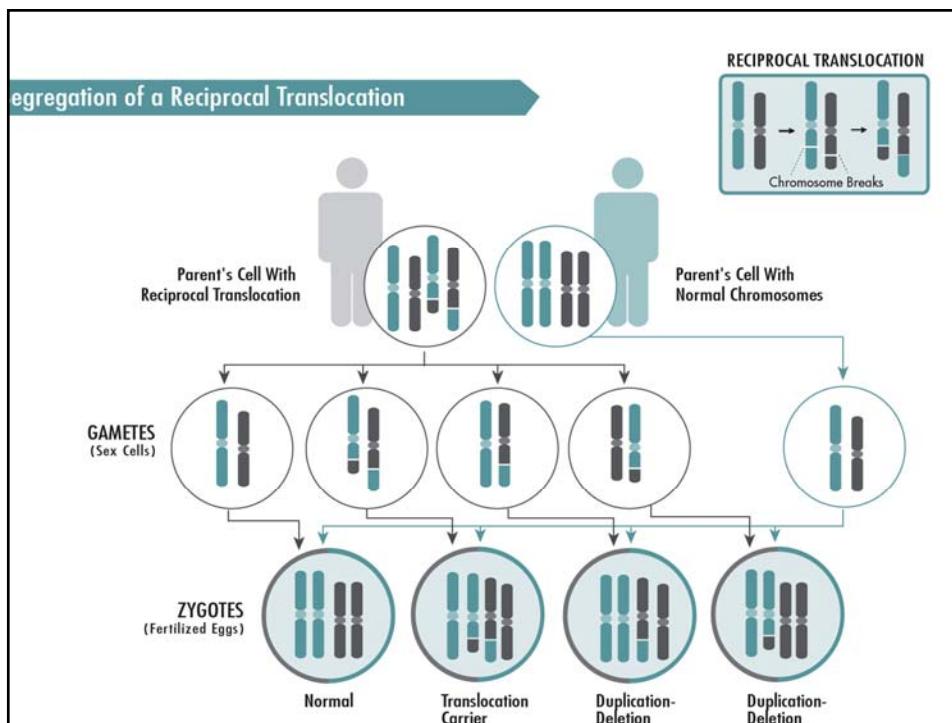 egregation of a Reciprocal Translocation
RECIPROCAL TRANSLOCATION
Chromosome Breaks
Parent's Cell With
Reciprocal Translocation
Parent's Cell With
Normal Chromosomes
GAMETES
(Sex Cells)
ZYGOTES
(Fertilized Eggs)
Normal
Translocation
Carrier
Duplication-
Deletion
Duplication-
Deletion